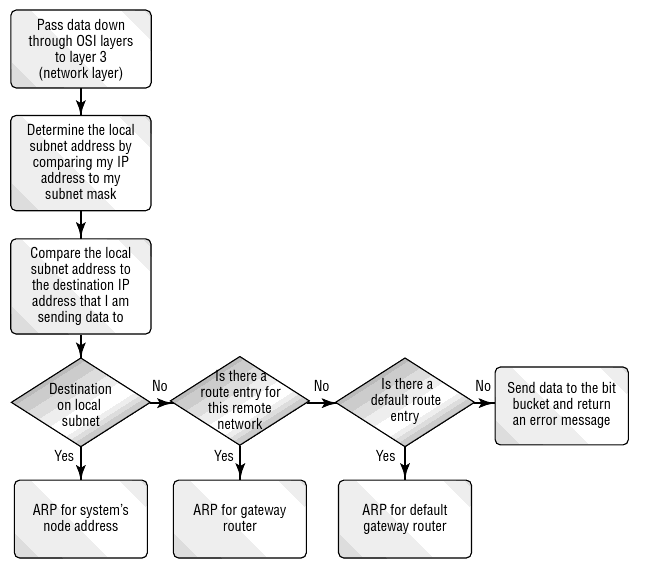 Pass data down
through OSI layers
to layer 3
(network layer)
Determine the local
subnet address by
comparing my IP
address to my
subnet mask
Compare the local
subnet address to
the destination IP
address that I am
sending data to
Destination
on local
subnet
No
Is there a
route entry for
this remote
network
No
Is there a
default route
entry
No
Send data to the bit
bucket and return
an error message
Yes
Yes
Yes
ARP for system's
node address
ARP for gateway
router
ARP for default
gateway router